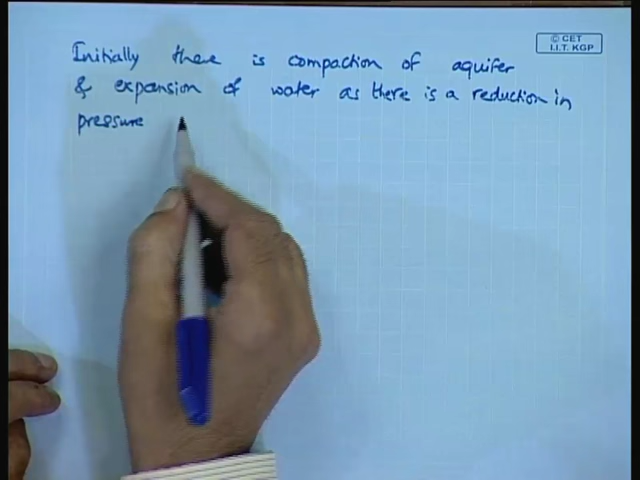 Initially there is compaction of aquifer
& expansion of water as there is a reduction in
pressure
© CET
I.I.T. KGP